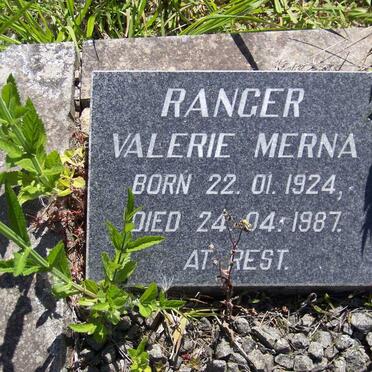 RANGER
VALERIE MERNA
BORN 22. 01. 1924,
DIED 24. 04. 1987.
AT REST.